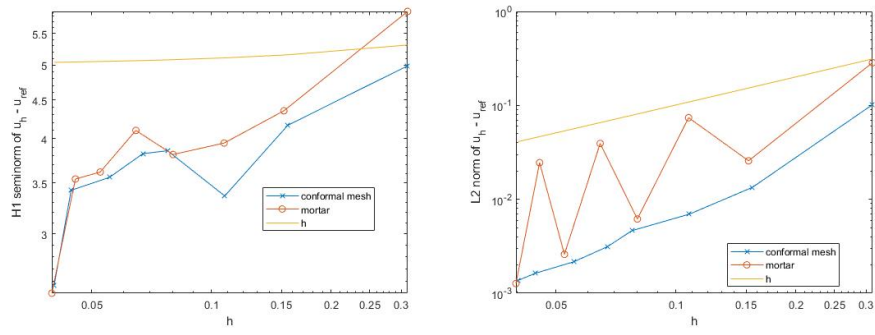 5.5
5
4.5
4
3.5
3
H1 seminorm of u_h - u_ref
0.05
0.1
0.15
0.2
0.25
0.3
h
conformal mesh
mortar
h
10^0
10^-1
10^-2
10^-3
L2 norm of u_h - u_ref
0.05
0.1
0.15
0.2
0.25
0.3
h
conformal mesh
mortar
h